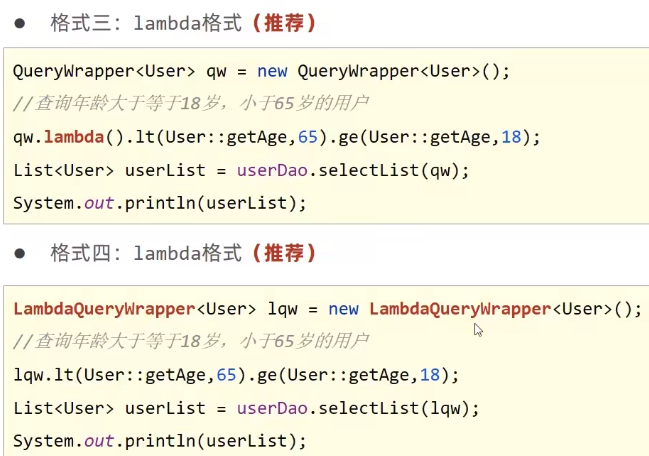 ● 格式三：lambda格式（推荐）
QueryWrapper<User> qw = new QueryWrapper<User>();
//查询年龄大于等于18岁，小于65岁的用户
qw.lambda().lt(User::getAge,65).ge(User::getAge,18);
List<User> userList = userDao.selectList(qw);
System.out.println(userList);
● 格式四：lambda格式（推荐）
LambdaQueryWrapper<User> lqw = new LambdaQueryWrapper<User>();
//查询年龄大于等于18岁，小于65岁的用户
lqw.lt(User::getAge,65).ge(User::getAge,18);
List<User> userList = userDao.selectList(lqw);
System.out.println(userList);